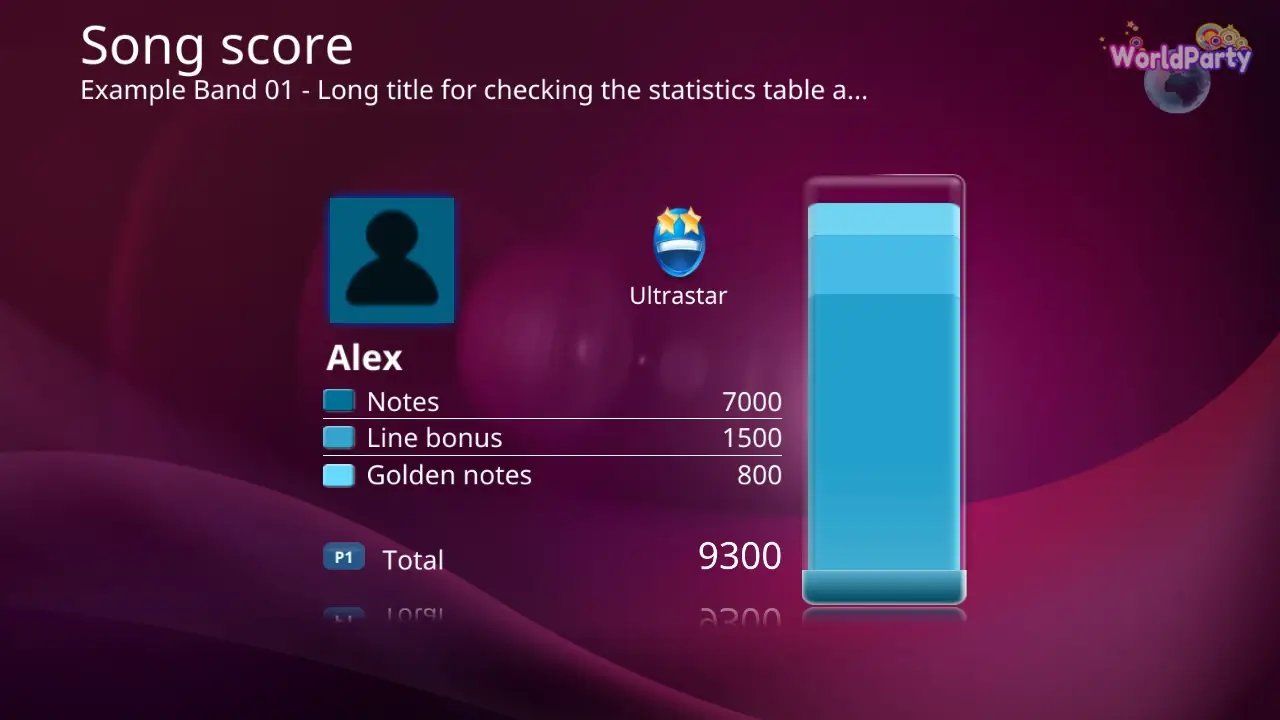 Song score
Example Band 01 - Long title for checking the statistics table a...
WorldParty
Ultrastar
Alex
Notes 7000
Line bonus 1500
Golden notes 800
P1 Total 9300